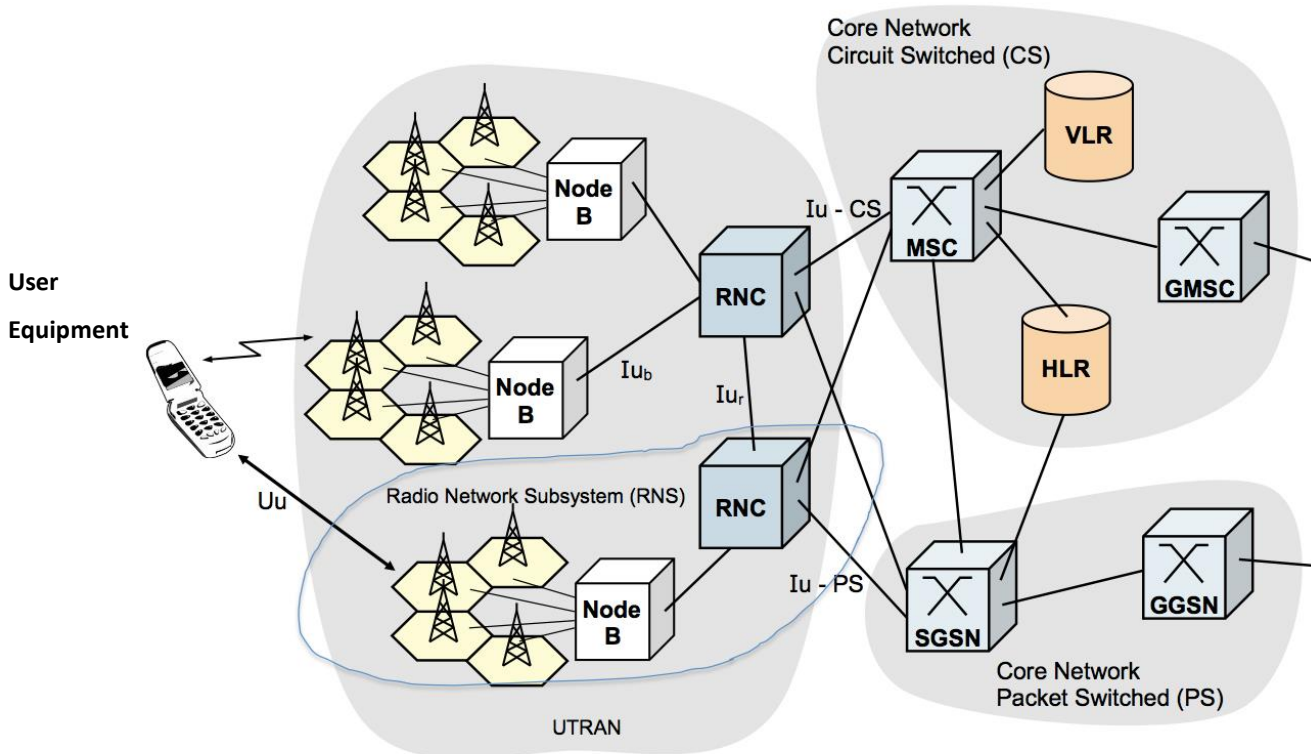 Core Network
Circuit Switched (CS)
VLR
Node
B
Iu - CS
MSC
GMSC
User
Equipment
RNC
HLR
Node
B
Iub
Iur
Radio Network Subsystem (RNS)
RNC
Uu
Node
B
Iu - PS
SGSN
GGSN
Core Network
Packet Switched (PS)
UTRAN